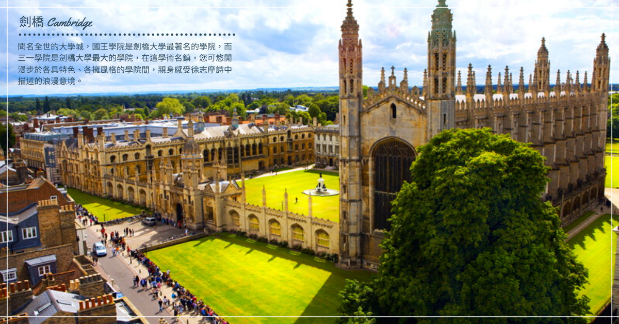 劍橋 Cambridge
聞名全世的大學城，國王學院是劍橋大學最著名的學院，而
三一學院是劍橋大學最大的學院，在這學術名鎮，您可悠閒
漫步於各具特色、各擁風格的學院間，親身感受徐志摩詩中
描述的浪漫意境。